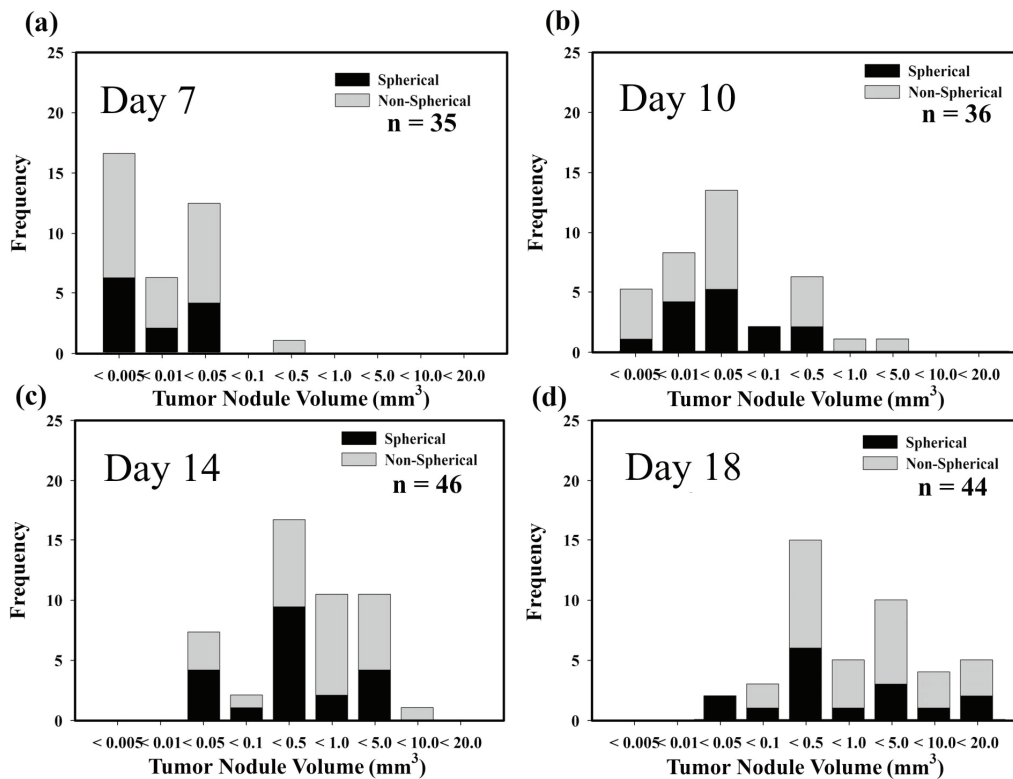 (a)
25
20
15
10
5
0
Frequency
Day 7
Spherical
Non-Spherical
n = 35
< 0.005 < 0.01 < 0.05 < 0.1 < 0.5 < 1.0 < 5.0 < 10.0 < 20.0
Tumor Nodule Volume (mm³)
(b)
25
20
15
10
5
0
Frequency
Day 10
Spherical
Non-Spherical
n = 36
< 0.005 < 0.01 < 0.05 < 0.1 < 0.5 < 1.0 < 5.0 < 10.0 < 20.0
Tumor Nodule Volume (mm³)
(c)
25
20
15
10
5
0
Frequency
Day 14
Spherical
Non-Spherical
n = 46
< 0.005 < 0.01 < 0.05 < 0.1 < 0.5 < 1.0 < 5.0 < 10.0 < 20.0
Tumor Nodule Volume (mm³)
(d)
25
20
15
10
5
0
Frequency
Day 18
Spherical
Non-Spherical
n = 44
< 0.005 < 0.01 < 0.05 < 0.1 < 0.5 < 1.0 < 5.0 < 10.0 < 20.0
Tumor Nodule Volume (mm³)